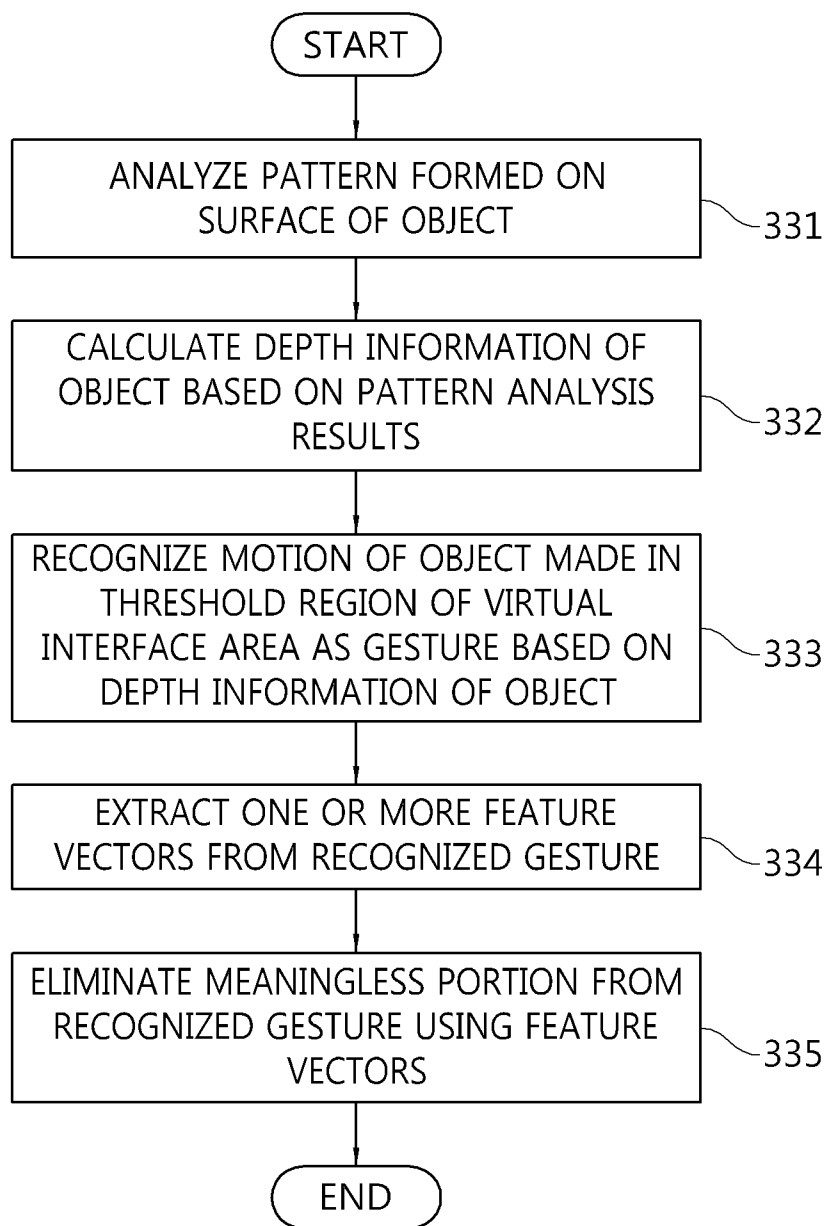 START
ANALYZE PATTERN FORMED ON
SURFACE OF OBJECT
331
CALCULATE DEPTH INFORMATION OF
OBJECT BASED ON PATTERN ANALYSIS
RESULTS
332
RECOGNIZE MOTION OF OBJECT MADE IN
THRESHOLD REGION OF VIRTUAL
INTERFACE AREA AS GESTURE BASED ON
DEPTH INFORMATION OF OBJECT
333
EXTRACT ONE OR MORE FEATURE
VECTORS FROM RECOGNIZED GESTURE
334
ELIMINATE MEANINGLESS PORTION FROM
RECOGNIZED GESTURE USING FEATURE
VECTORS
335
END